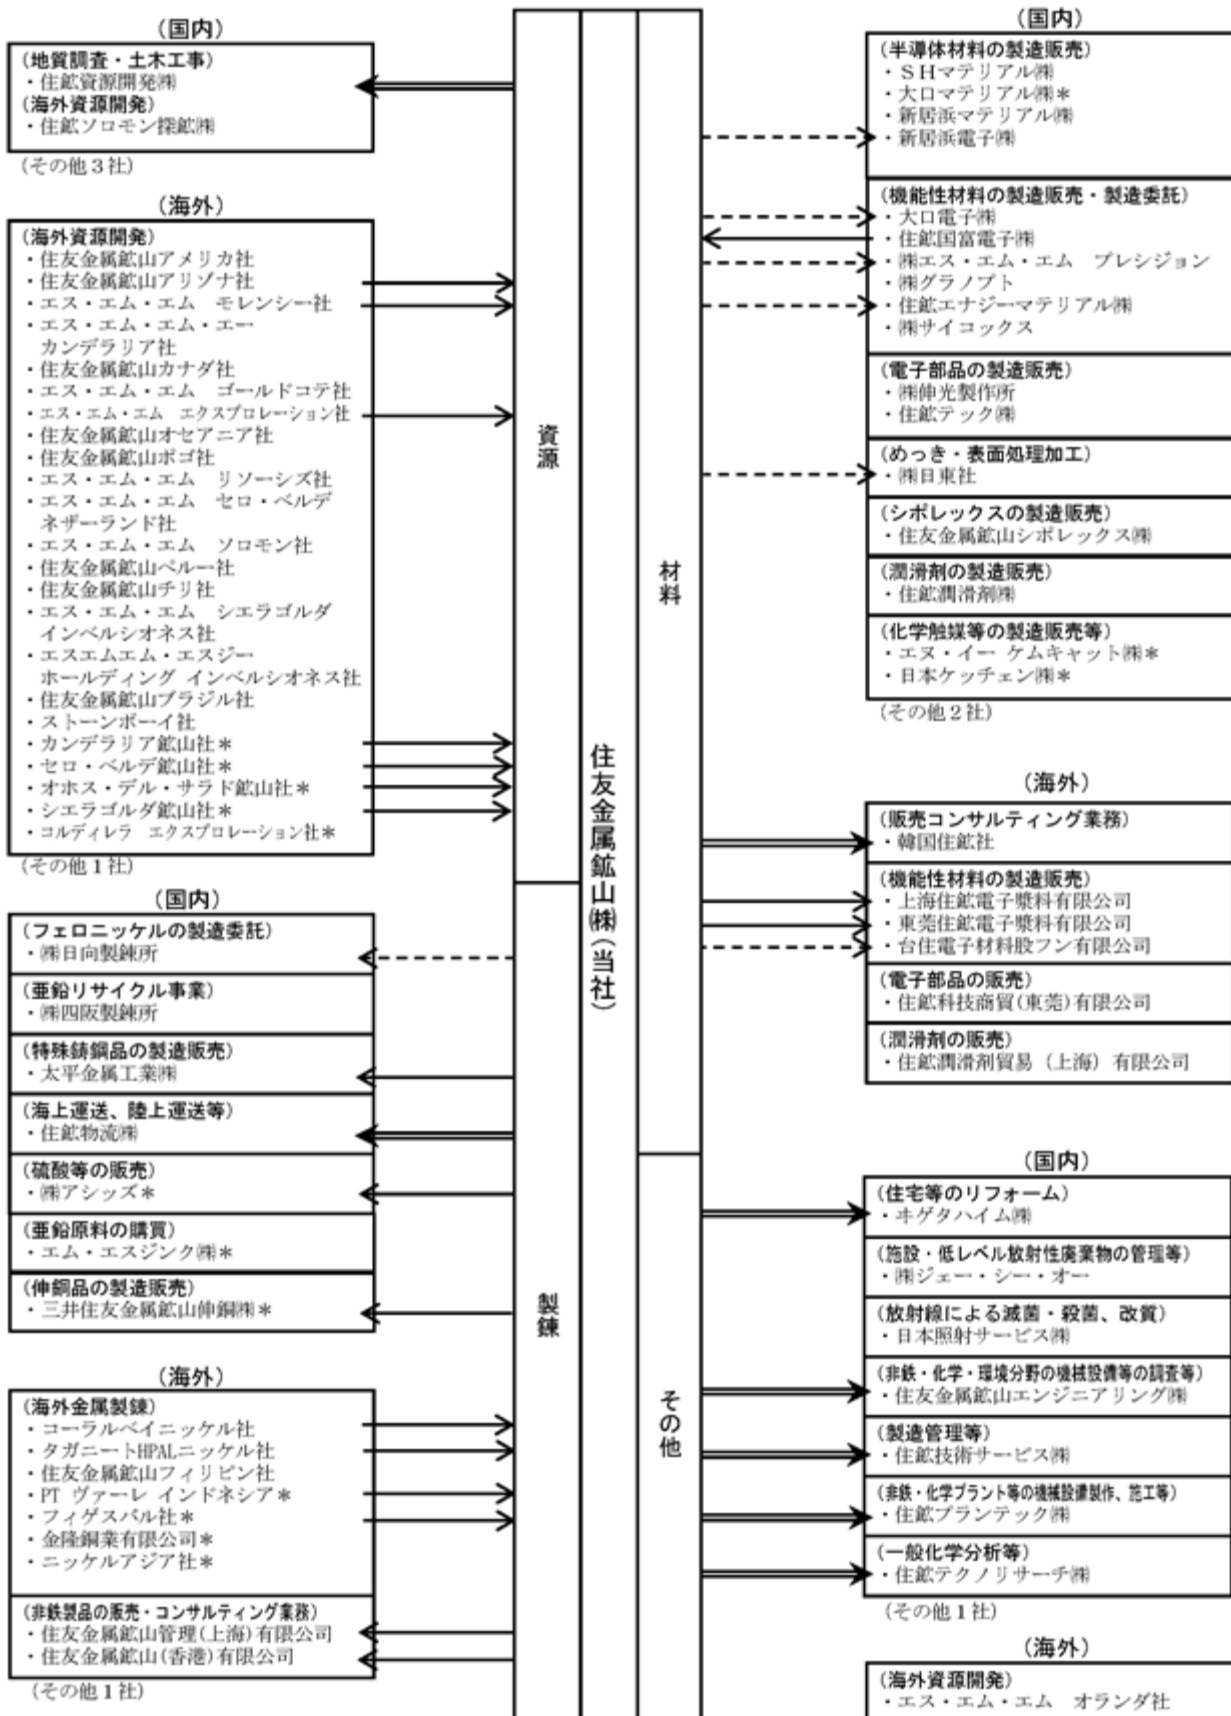 (国内)
(地質調査・土木工事)
・住鉱資源開発㈱
(海外資源開発)
・住鉱ソロモン探鉱㈱
(その他3社)
(海外)
(海外資源開発)
・住友金属鉱山アメリカ社
・住友金属鉱山アリゾナ社
・エス・エム・エム　モレンシー社
・エス・エム・エム・エー
カンデラリア社
・住友金属鉱山カナダ社
・エス・エム・エム　ゴールドコテ社
・エス・エム・エム　エクスプロレーション社
・住友金属鉱山オセアニア社
・住友金属鉱山ポゴ社
・エス・エム・エム　リソーシズ社
・エス・エム・エム　セロ・ベルデ
ネザーランド社
・エス・エム・エム　ソロモン社
・住友金属鉱山ペルー社
・住友金属鉱山チリ社
・エス・エム・エム　シエラゴルダ
インベルシオネス社
・エスエムエム・エスジー
ホールディング インベルシオネス社
・住友金属鉱山ブラジル社
・ストーンボーイ社
・カンデラリア鉱山社＊
・セロ・ベルデ鉱山社＊
・オホス・デル・サラド鉱山社＊
・シエラゴルダ鉱山社＊
・コルディレラ　エクスプロレーション社＊
(その他1社)
(国内)
(フェロニッケルの製造委託)
・㈱日向製錬所
(亜鉛リサイクル事業)
・㈱四阪製錬所
(特殊鋳鋼品の製造販売)
・太平金属工業㈱
(海上運送、陸上運送等)
・住鉱物流㈱
(硫酸等の販売)
・㈱アシッズ＊
(亜鉛原料の購買)
・エム・エスジンク㈱＊
(伸銅品の製造販売)
・三井住友金属鉱山伸銅㈱＊
(海外)
(海外金属製錬)
・コーラルベイニッケル社
・タガニートHPALニッケル社
・住友金属鉱山フィリピン社
・PT ヴァーレ インドネシア＊
・フィゲスバル社＊
・金隆銅業有限公司＊
・ニッケルアジア社＊
(非鉄製品の販売・コンサルティング業務)
・住友金属鉱山管理(上海)有限公司
・住友金属鉱山(香港)有限公司
(その他1社)
資源
製錬
住友金属鉱山㈱(当社)
材料
その他
(国内)
(半導体材料の製造販売)
・ＳＨマテリアル㈱
・大口マテリアル㈱＊
・新居浜マテリアル㈱
・新居浜電子㈱
(機能性材料の製造販売・製造委託)
・大口電子㈱
・住鉱国富電子㈱
・㈱エス・エム・エム　プレシジョン
・㈱グラノプト
・住鉱エナジーマテリアル㈱
・㈱サイコックス
(電子部品の製造販売)
・㈱伸光製作所
・住鉱テック㈱
(めっき・表面処理加工)
・㈱日東社
(シポレックスの製造販売)
・住友金属鉱山シポレックス㈱
(潤滑剤の製造販売)
・住鉱潤滑剤㈱
(化学触媒等の製造販売等)
・エヌ・イー ケムキャット㈱＊
・日本ケッチェン㈱＊
(その他2社)
(海外)
(販売コンサルティング業務)
・韓国住鉱社
(機能性材料の製造販売)
・上海住鉱電子漿料有限公司
・東莞住鉱電子漿料有限公司
・台住電子材料股フン有限公司
(電子部品の販売)
・住鉱科技商貿(東莞)有限公司
(潤滑剤の販売)
・住鉱潤滑剤貿易（上海）有限公司
(国内)
(住宅等のリフォーム)
・ヰゲタハイム㈱
(施設・低レベル放射性廃棄物の管理等)
・㈱ジェー・シー・オー
(放射線による滅菌・殺菌、改質)
・日本照射サービス㈱
(非鉄・化学・環境分野の機械設備等の調査等)
・住友金属鉱山エンジニアリング㈱
(製造管理等)
・住鉱技術サービス㈱
(非鉄・化学プラント等の機械設備製作、施工等)
・住鉱プランテック㈱
(一般化学分析等)
・住鉱テクノリサーチ㈱
(その他1社)
(海外)
(海外資源開発)
・エス・エム・エム　オランダ社